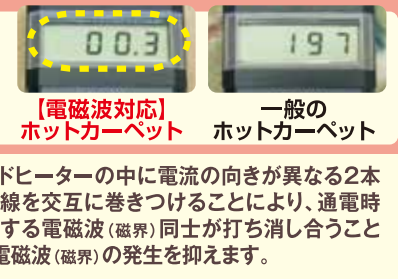 00.3
197
【電磁波対応】
ホットカーペット
一般の
ホットカーペット
ドヒーターの中に電流の向きが異なる2本
線を交互に巻きつけることにより、通電時
する電磁波(磁界)同士が打ち消し合うこと
電磁波(磁界)の発生を抑えます。